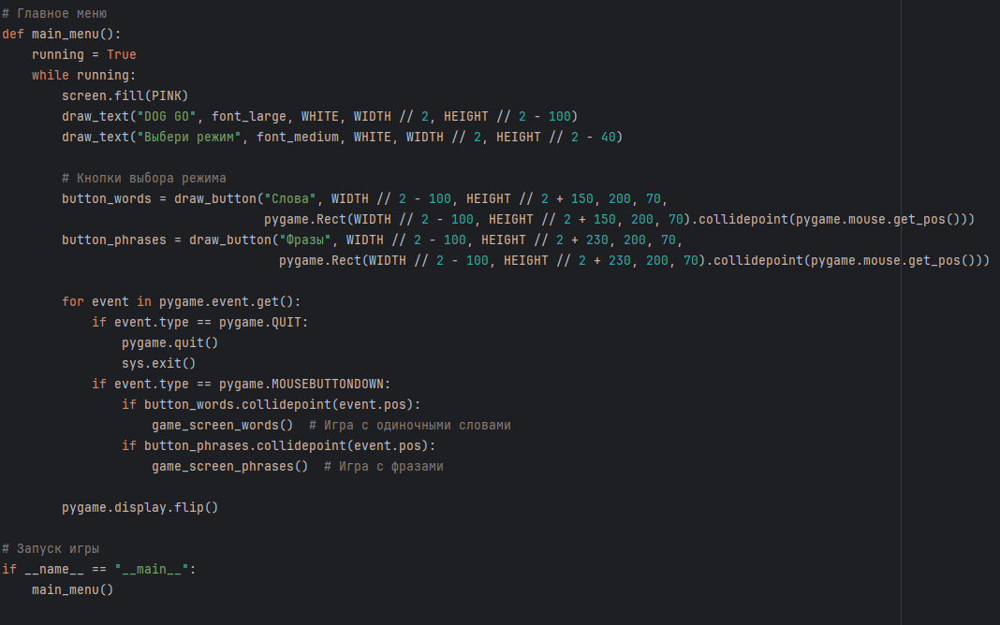 # Главное меню
def main_menu():
    running = True
    while running:
        screen.fill(PINK)
        draw_text("DOG GO", font_large, WHITE, WIDTH // 2, HEIGHT // 2 - 100)
        draw_text("Выбери режим", font_medium, WHITE, WIDTH // 2, HEIGHT // 2 - 40)

        # Кнопки выбора режима
        button_words = draw_button("Слова", WIDTH // 2 - 100, HEIGHT // 2 + 150, 200, 70,
                                   pygame.Rect(WIDTH // 2 - 100, HEIGHT // 2 + 150, 200, 70).collidepoint(pygame.mouse.get_pos()))
        button_phrases = draw_button("Фразы", WIDTH // 2 - 100, HEIGHT // 2 + 230, 200, 70,
                                     pygame.Rect(WIDTH // 2 - 100, HEIGHT // 2 + 230, 200, 70).collidepoint(pygame.mouse.get_pos()))

        for event in pygame.event.get():
            if event.type == pygame.QUIT:
                pygame.quit()
                sys.exit()
            if event.type == pygame.MOUSEBUTTONDOWN:
                if button_words.collidepoint(event.pos):
                    game_screen_words()  # Игра с одиночными словами
                if button_phrases.collidepoint(event.pos):
                    game_screen_phrases()  # Игра с фразами

        pygame.display.flip()

# Запуск игры
if __name__ == "__main__":
    main_menu()